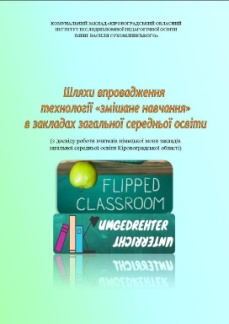 КОМУНАЛЬНИЙ ЗАКЛАД «КІРОВОГРАДСЬКИЙ ОБЛАСНИЙ
ІНСТИТУТ ПІСЛЯДИПЛОМНОЇ ПЕДАГОГІЧНОЇ ОСВІТИ
ІМЕНІ ВАСИЛЯ СУХОМЛИНСЬКОГО»
Шляхи впровадження
технології «змішане навчання»
в закладах загальної середньої освіти
(з досвіду роботи вчителів німецької мови закладів
загальної середньої освіти Кіровоградської області)
FLIPPED
CLASSROOM
UMGEDREHTER
UNTERRICHT